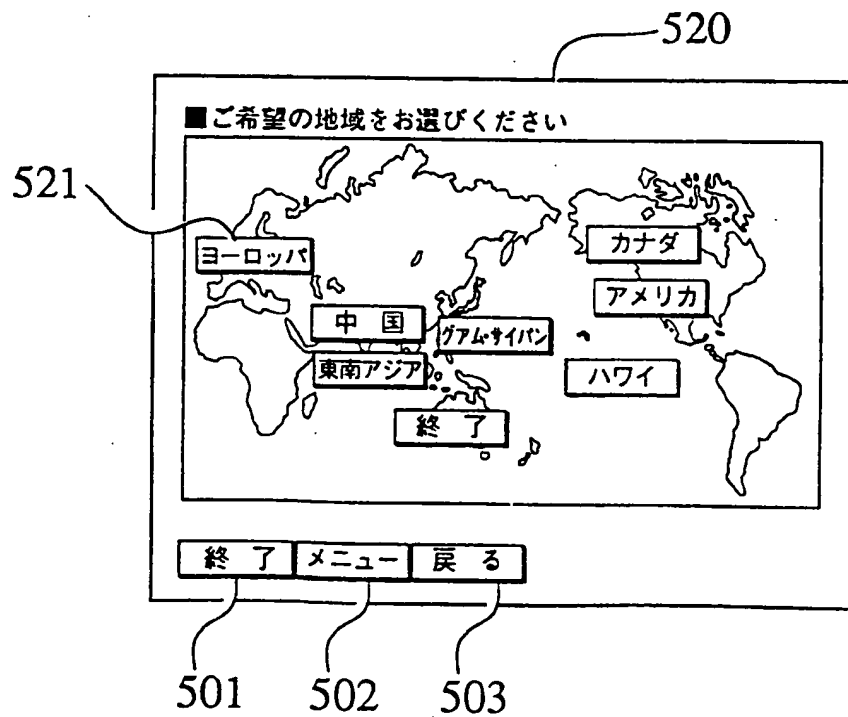 520
■ご希望の地域をお選びください
521
ヨーロッパ
カナダ
アメリカ
中国
グアム・サイパン
東南アジア
ハワイ
終了
終了 メニュー 戻る
501 502 503